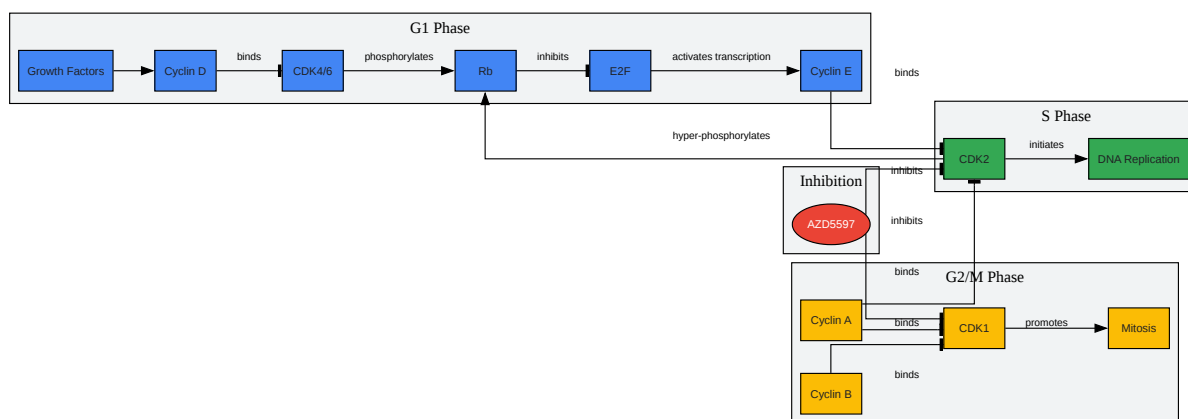 G1 Phase
Growth Factors
Cyclin D
binds
CDK4/6
phosphorylates
Rb
inhibits
E2F
activates transcription
Cyclin E
binds
S Phase
hyper-phosphorylates
CDK2
initiates
DNA Replication
inhibits
Inhibition
AZD5597
inhibits
binds
G2/M Phase
Cyclin A
binds
CDK1
promotes
Mitosis
binds
Cyclin B